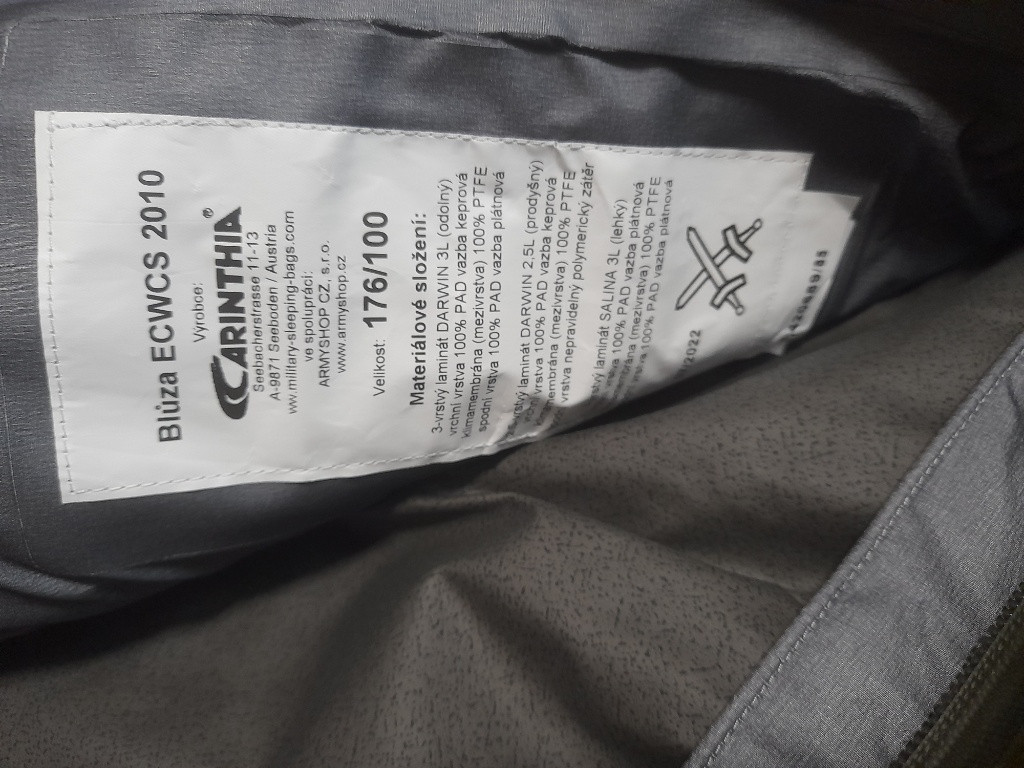 Blůza ECWCS 2010
Výrobce:
CARINTHIA®
Seebacherstrasse 11-13
A-9871 Seeboden / Austria
www.military-sleeping-bags.com
ve spolupráci:
ARMYSHOP CZ, s.r.o.
www.armyshop.cz
Velikost: 176/100
Materiálové složení:
3-vrstvý laminát DARWIN 3L (odolný)
vrchní vrstva 100% PAD vazba keprová
klimamembrána (mezivrstva) 100% PTFE
spodní vrstva 100% PAD vazba plátnová
laminát DARWIN 2,5L (prodyšný)
vrstva 100% PAD vazba keprová
(mezivrstva) 100% PTFE
vrstva nepravidelný polymerický zátěr
laminát SALINA 3L (lehký)
100% PAD vazba plátnová
(mezivrstva) 100% PTFE
vrstva 100% PAD vazba plátnová
/2022